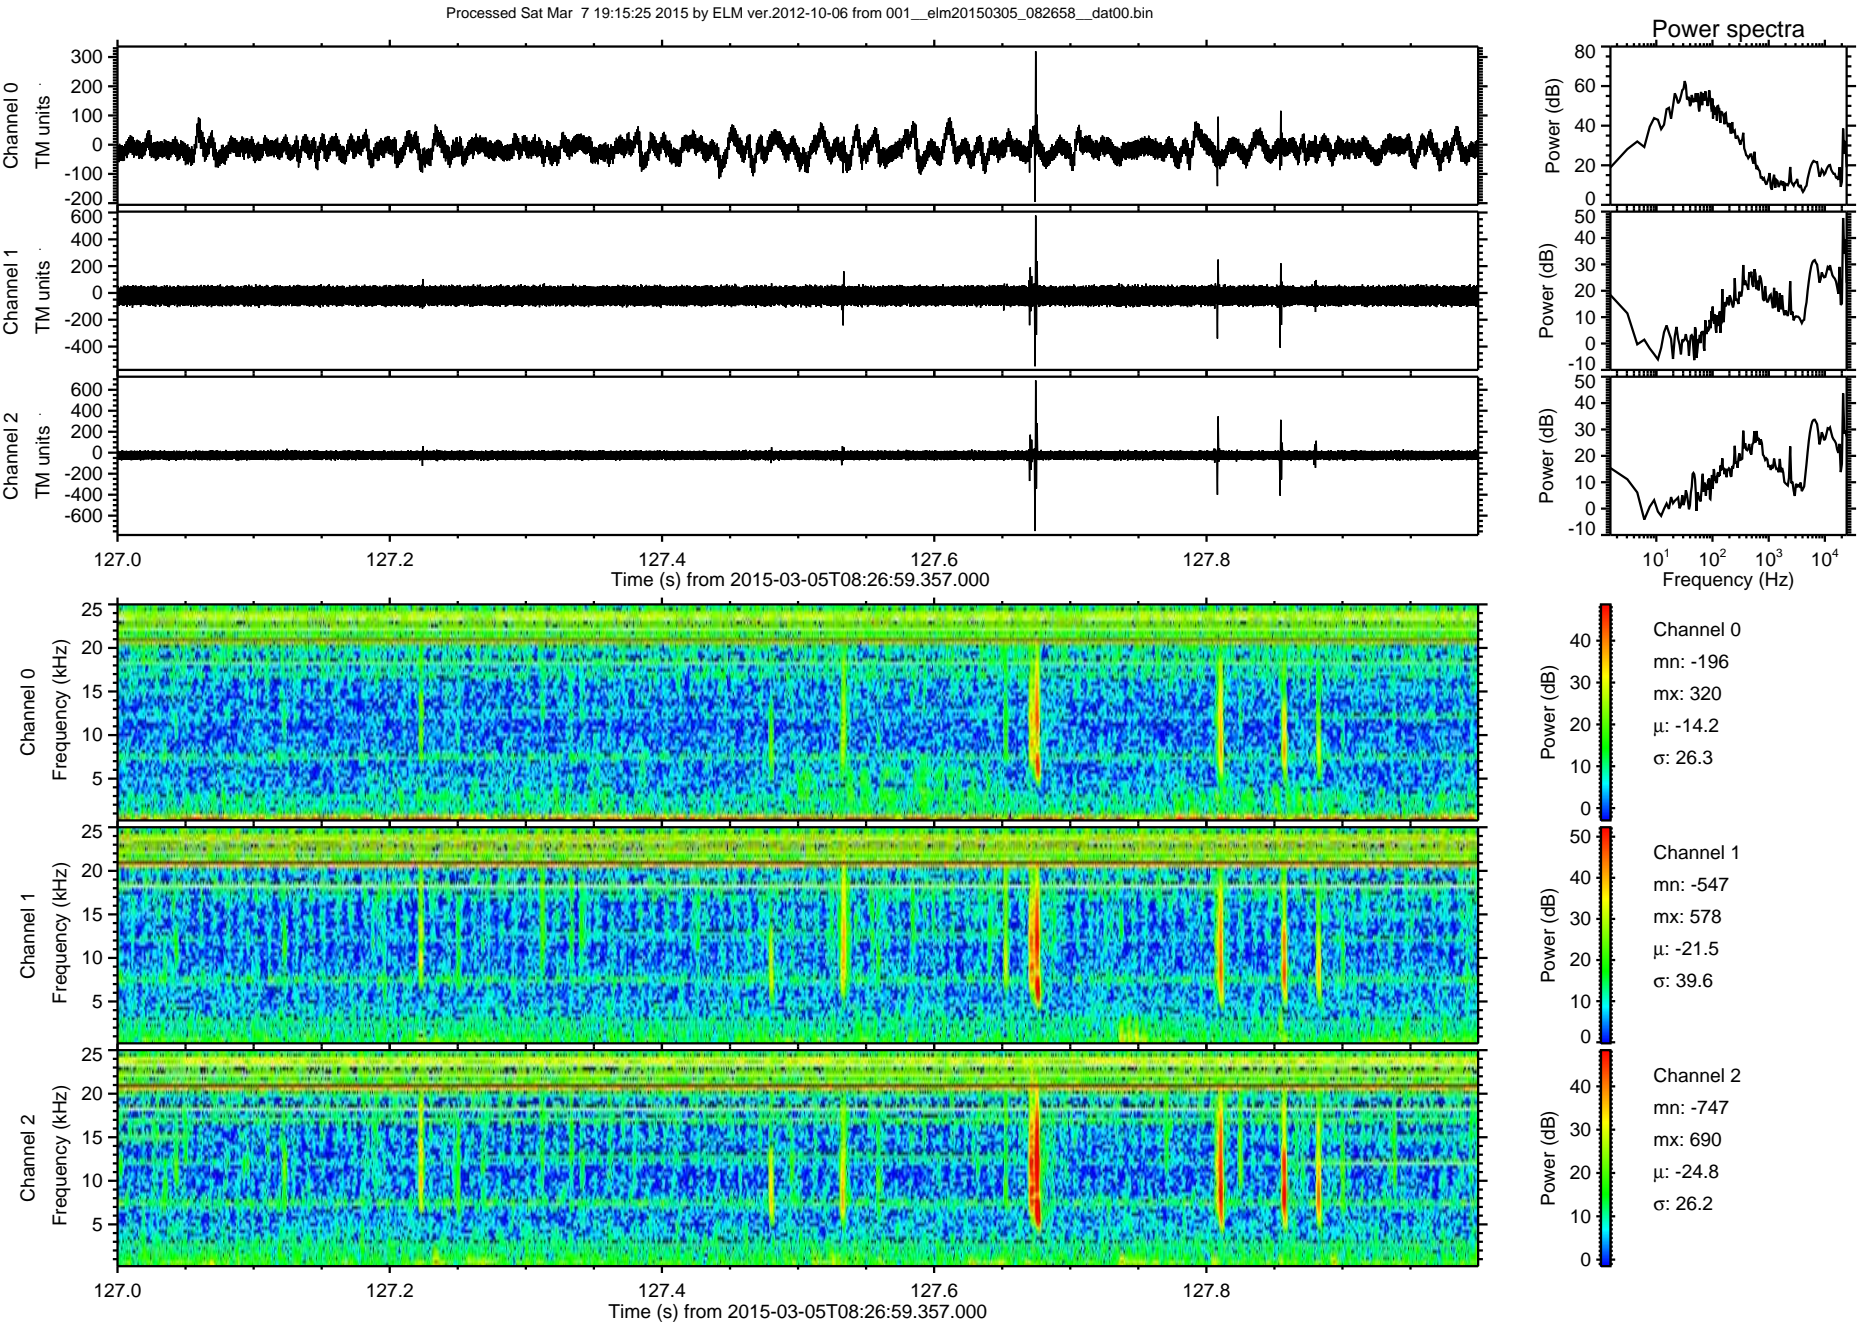 Processed Sat Mar  7 19:15:25 2015 by ELM ver.2012-10-06 from 001__elm20150305_082658__dat00.bin
Power spectra
Channel 0
TM units
300
200
100
0
-100
-200
Power (dB)
80
60
40
20
0
Channel 1
TM units
600
400
200
0
-200
-400
Power (dB)
50
40
30
20
10
0
-10
Channel 2
TM units
600
400
200
0
-200
-400
-600
Power (dB)
50
40
30
20
10
0
-10
127.0 127.2 127.4 127.6 127.8
Time (s) from 2015-03-05T08:26:59.357.000
10^1 10^2 10^3 10^4
Frequency (Hz)
Channel 0
Frequency (kHz)
25
20
15
10
5
Power (dB)
40
30
20
10
0
Channel 0
mn: -196
mx: 320
μ: -14.2
σ: 26.3
Channel 1
Frequency (kHz)
25
20
15
10
5
Power (dB)
50
40
30
20
10
0
Channel 1
mn: -547
mx: 578
μ: -21.5
σ: 39.6
Channel 2
Frequency (kHz)
25
20
15
10
5
Power (dB)
40
30
20
10
0
Channel 2
mn: -747
mx: 690
μ: -24.8
σ: 26.2
127.0 127.2 127.4 127.6 127.8
Time (s) from 2015-03-05T08:26:59.357.000